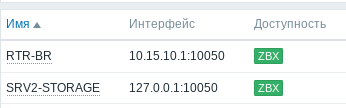 Имя Интерфейс Доступность
RTR-BR 10.15.10.1:10050 ZBX
SRV2-STORAGE 127.0.0.1:10050 ZBX